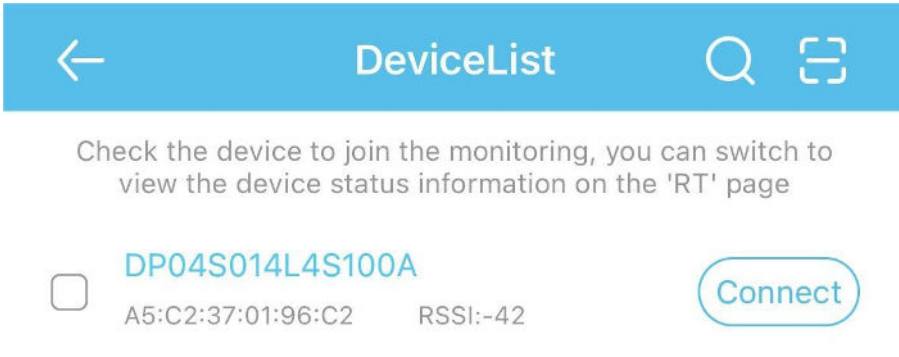 DeviceList
Check the device to join the monitoring, you can switch to
view the device status information on the 'RT' page
DP04S014L4S100A
A5:C2:37:01:96:C2 RSSI:-42
Connect